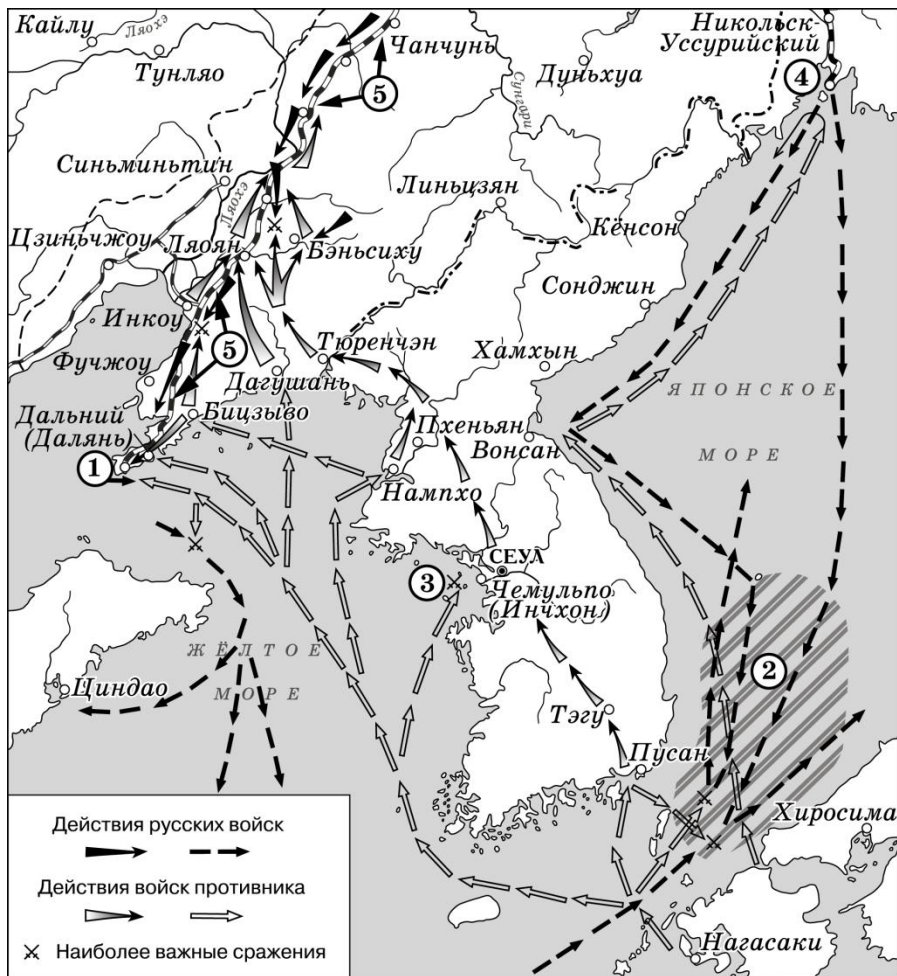 Кайлу
Ляохэ
Тунляо
Чанчунь
Сунгари
Дуньхуа
Никольск-
Уссурийский
4
5
Синьминьтин
Ляохэ
Линьцзян
Кёнсон
Цзиньчжоу
Ляоян
Бэньсиху
Сонджин
Инкоу
5
Тюренчэн
Хамхын
Фучжоу
Дагушань
ЯПОНСКОЕ
МОРЕ
Дальний
(Далянь)
Бицзыво
Пхеньян
Вонсан
1
Нампхо
СЕУЛ
3
Чемульпо
(Инчхон)
ЖЁЛТОЕ
МОРЕ
Циндао
2
Тэгу
Пусан
Хиросима
Нагасаки
Действия русских войск
Действия войск противника
Наиболее важные сражения